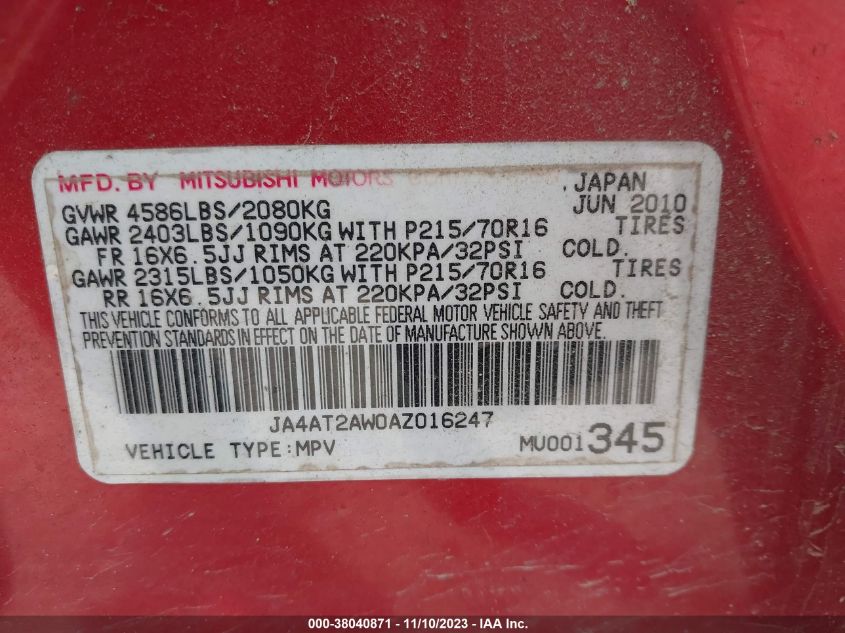 MFD. BY MITSUBISHI MOTORS , JAPAN
GVWR 4586LBS/2080KG JUN 2010
GAWR 2403LBS/1090KG WITH P215/70R16 TIRES
FR 16X6.5JJ RIMS AT 220KPA/32PSI COLD.
GAWR 2315LBS/1050KG WITH P215/70R16 TIRES
RR 16X6.5JJ RIMS AT 220KPA/32PSI COLD.
THIS VEHICLE CONFORMS TO ALL APPLICABLE FEDERAL MOTOR VEHICLE SAFETY AND THEFT
PREVENTION STANDARDS IN EFFECT ON THE DATE OF MANUFACTURE SHOWN ABOVE.
JA4AT2AW0AZ016247
VEHICLE TYPE:MPV MU001345
000-38040871 — 11/10/2023 — Copyright © IAA, Inc.